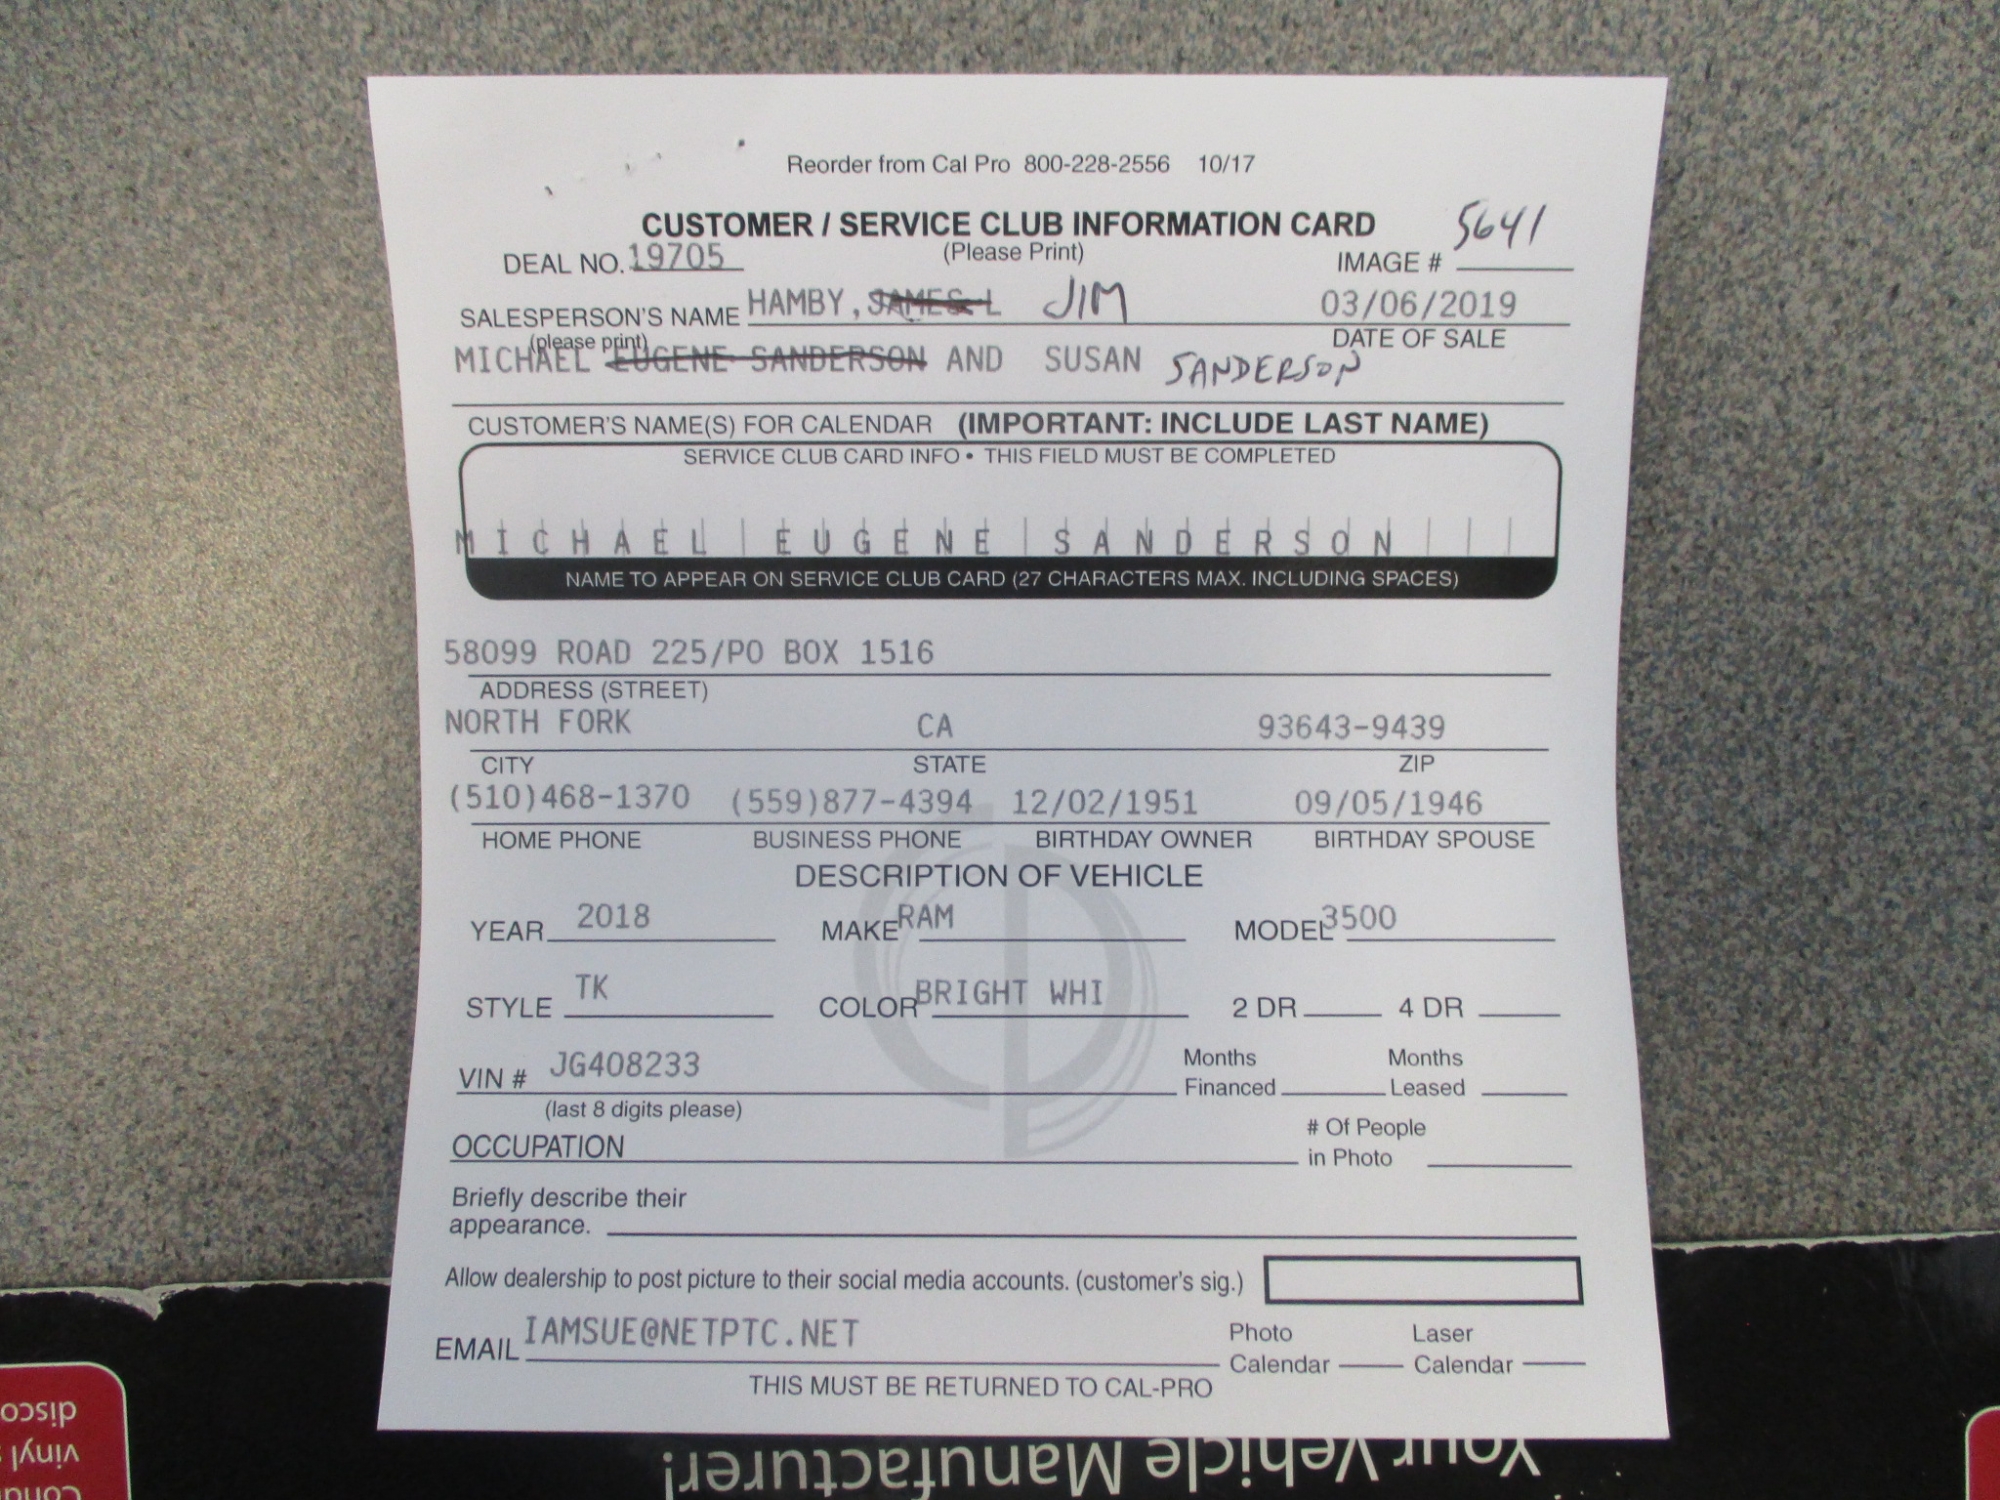 Reorder from Cal Pro 800-228-2556 10/17
CUSTOMER / SERVICE CLUB INFORMATION CARD 5641
DEAL NO. 19705 (Please Print) IMAGE #
SALESPERSON'S NAME HAMBY, JAMES L JIM 03/06/2019
(please print) DATE OF SALE
MICHAEL EUGENE SANDERSON AND SUSAN SANDERSON
CUSTOMER'S NAME(S) FOR CALENDAR (IMPORTANT: INCLUDE LAST NAME)
SERVICE CLUB CARD INFO • THIS FIELD MUST BE COMPLETED
MICHAEL EUGENE SANDERSON
NAME TO APPEAR ON SERVICE CLUB CARD (27 CHARACTERS MAX. INCLUDING SPACES)
58099 ROAD 225/PO BOX 1516
ADDRESS (STREET)
NORTH FORK CA 93643-9439
CITY STATE ZIP
(510)468-1370 (559)877-4394 12/02/1951 09/05/1946
HOME PHONE BUSINESS PHONE BIRTHDAY OWNER BIRTHDAY SPOUSE
DESCRIPTION OF VEHICLE
YEAR 2018 MAKE RAM MODEL 3500
STYLE TK COLOR BRIGHT WHI 2 DR 4 DR
VIN # JG408233 Months Financed Months Leased
(last 8 digits please)
OCCUPATION # Of People in Photo
Briefly describe their
appearance.
Allow dealership to post picture to their social media accounts. (customer's sig.)
EMAIL IAMSUE@NETPTC.NET Photo Calendar Laser Calendar
THIS MUST BE RETURNED TO CAL-PRO
Your Vehicle Manufacturer!
vinyl